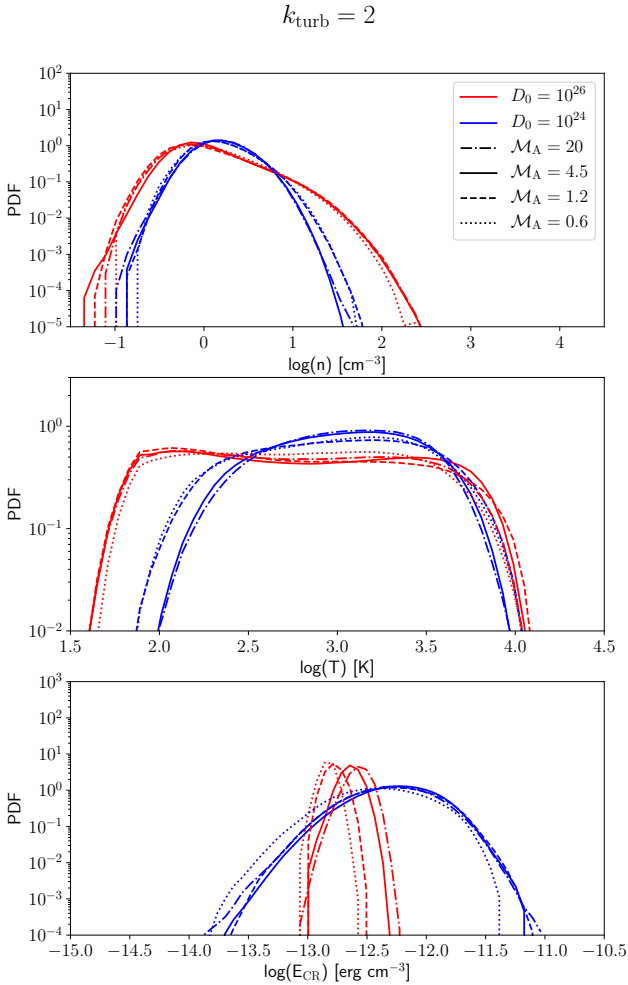 k_turb = 2
10^2
10^1
10^0
10^−1
10^−2
10^−3
10^−4
10^−5
PDF
D_0 = 10^26
D_0 = 10^24
M_A = 20
M_A = 4.5
M_A = 1.2
M_A = 0.6
−1 0 1 2 3 4
log(n) [cm^−3]
10^0
10^−1
10^−2
PDF
1.5 2.0 2.5 3.0 3.5 4.0 4.5
log(T) [K]
10^3
10^2
10^1
10^0
10^−1
10^−2
10^−3
10^−4
PDF
−15.0 −14.5 −14.0 −13.5 −13.0 −12.5 −12.0 −11.5 −11.0 −10.5
log(E_CR) [erg cm^−3]